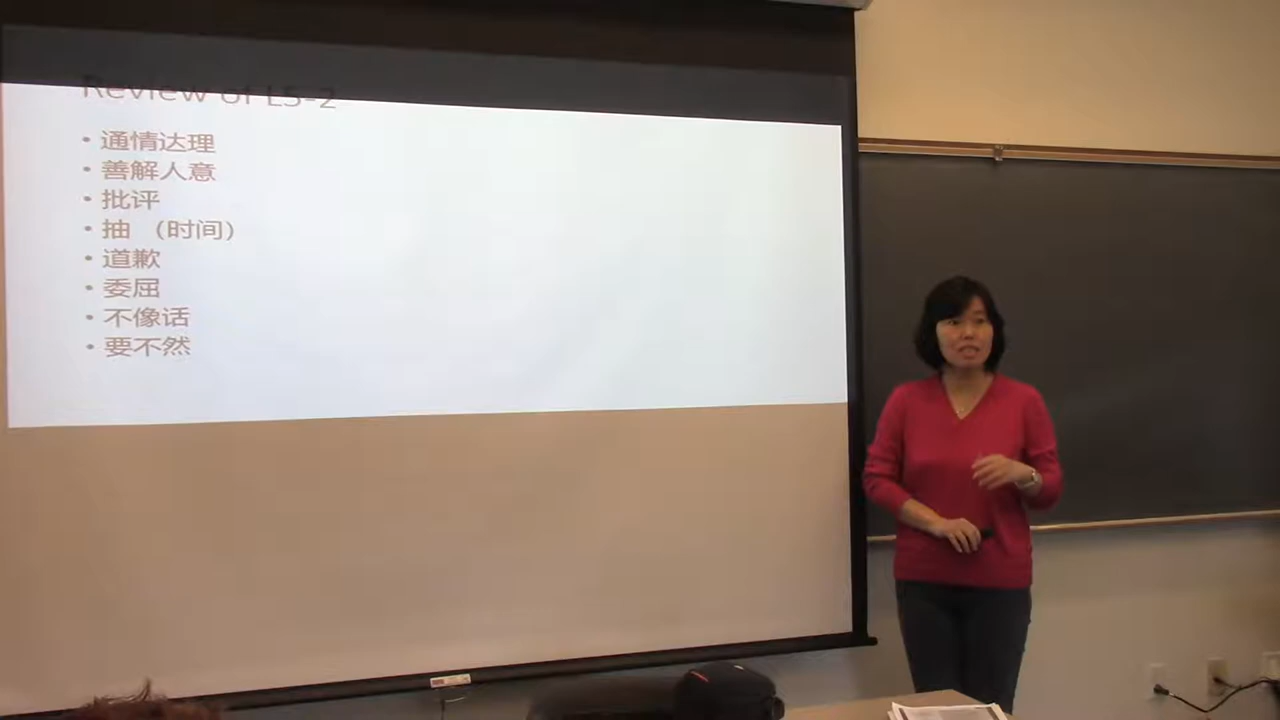 Review of L5-2
• 通情达理
• 善解人意
• 批评
• 抽 （时间）
• 道歉
• 委屈
• 不像话
• 要不然